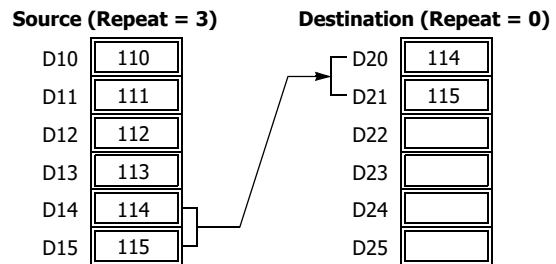 Source (Repeat = 3) Destination (Repeat = 0)
D10 110 D20 114
D11 111 D21 115
D12 112 D22
D13 113 D23
D14 114 D24
D15 115 D25